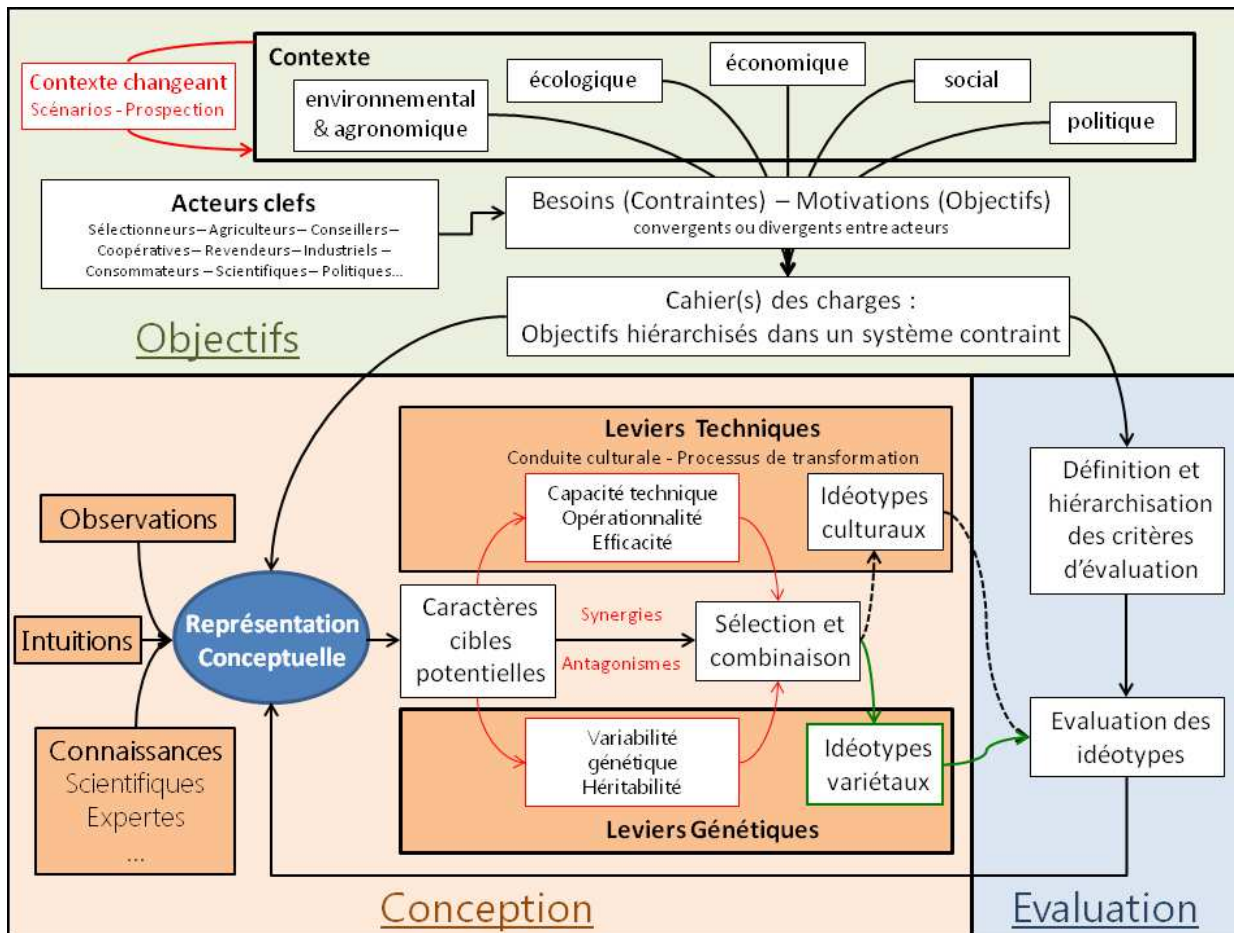 Contexte
Contexte changeant
Scénarios - Prospection
environnemental
& agronomique
écologique
économique
social
politique
Acteurs clefs
Sélectionneurs – Agriculteurs – Conseillers –
Coopératives – Revendeurs – Industriels –
Consommateurs – Scientifiques – Politiques...
Besoins (Contraintes) – Motivations (Objectifs)
convergents ou divergents entre acteurs
Cahier(s) des charges :
Objectifs hiérarchisés dans un système contraint
Objectifs
Leviers Techniques
Conduite culturale - Processus de transformation
Capacité technique
Opérationnalité
Efficacité
Idéotypes
culturaux
Définition et
hiérarchisation
des critères
d'évaluation
Observations
Intuitions
Connaissances
Scientifiques
Expertes
...
Représentation
Conceptuelle
Caractères
cibles
potentielles
Synergies
Antagonismes
Sélection et
combinaison
Variabilité
génétique
Héritabilité
Idéotypes
variétaux
Leviers Génétiques
Evaluation des
idéotypes
Conception
Evaluation